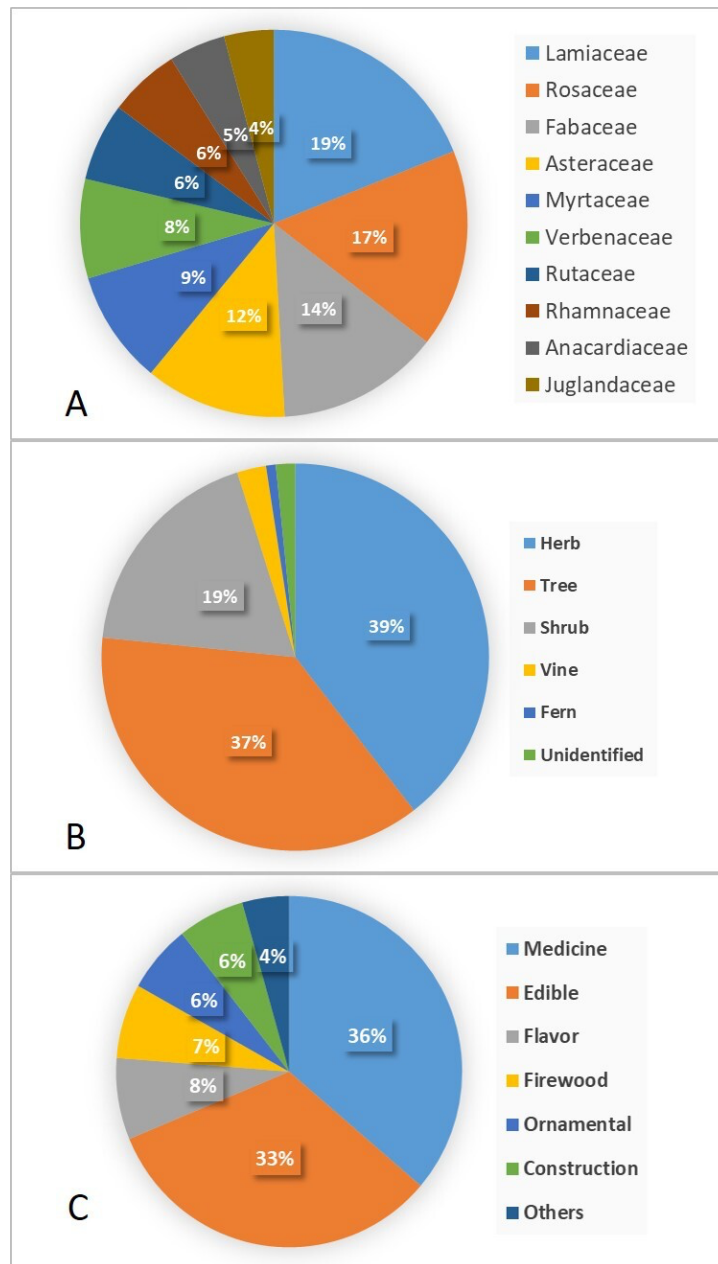 Lamiaceae
Rosaceae
Fabaceae
Asteraceae
Myrtaceae
Verbenaceae
Rutaceae
Rhamnaceae
Anacardiaceae
Juglandaceae
4%
5%
6%
6%
8%
9%
12%
14%
17%
19%
A
Herb
Tree
Shrub
Vine
Fern
Unidentified
19%
39%
37%
B
Medicine
Edible
Flavor
Firewood
Ornamental
Construction
Others
4%
6%
6%
7%
8%
33%
36%
C